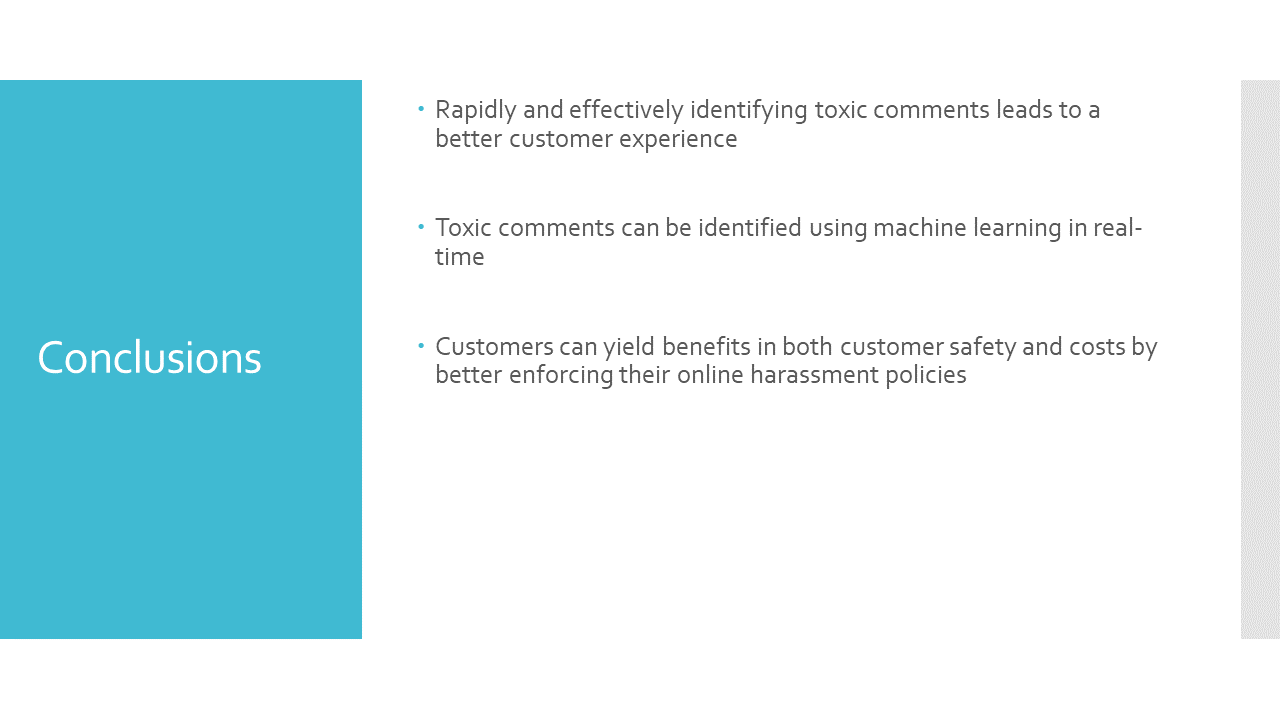 Conclusions
• Rapidly and effectively identifying toxic comments leads to a
better customer experience
• Toxic comments can be identified using machine learning in real-
time
• Customers can yield benefits in both customer safety and costs by
better enforcing their online harassment policies